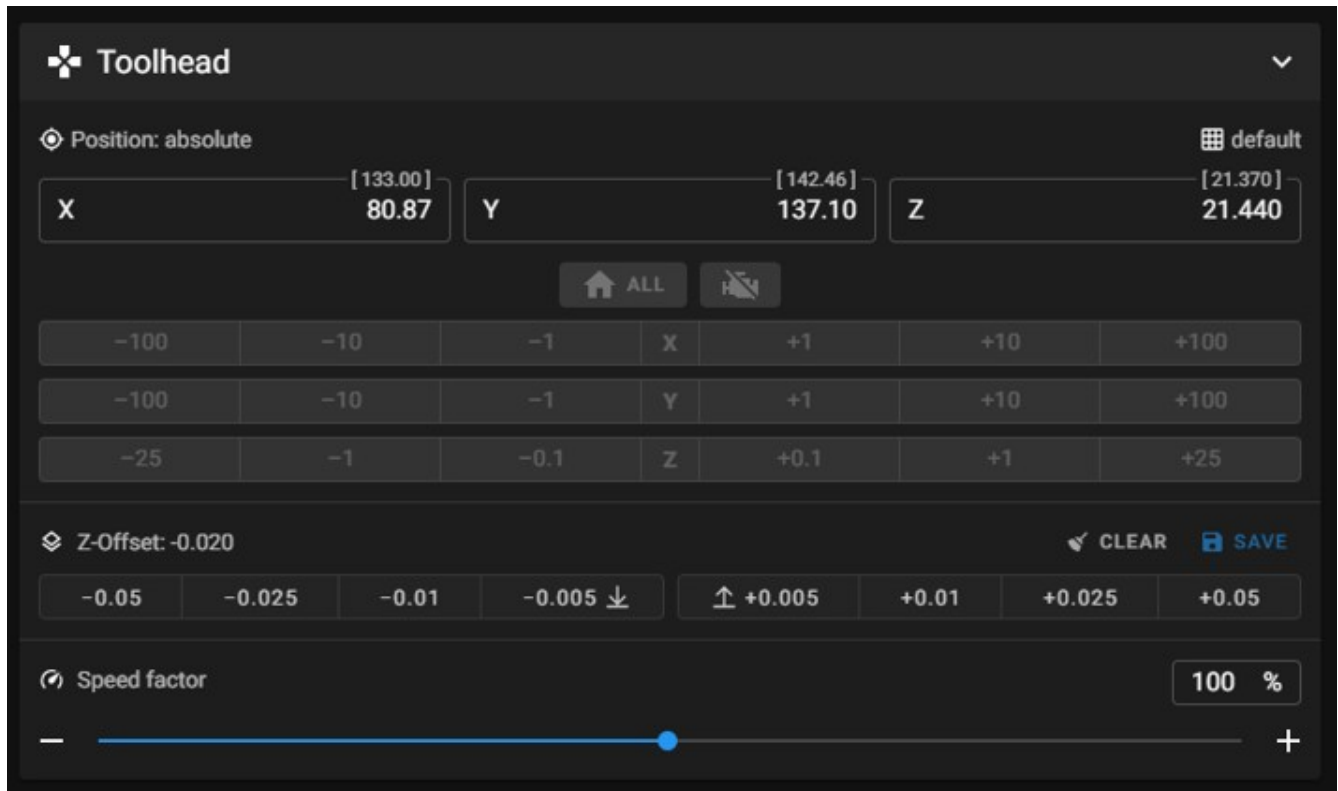 Toolhead
Position: absolute default
[133.00] [142.46] [21.370]
X 80.87 Y 137.10 Z 21.440
ALL
−100 −10 −1 X +1 +10 +100
−100 −10 −1 Y +1 +10 +100
−25 −1 −0.1 Z +0.1 +1 +25
Z-Offset: -0.020 CLEAR SAVE
−0.05 −0.025 −0.01 −0.005 +0.005 +0.01 +0.025 +0.05
Speed factor 100 %